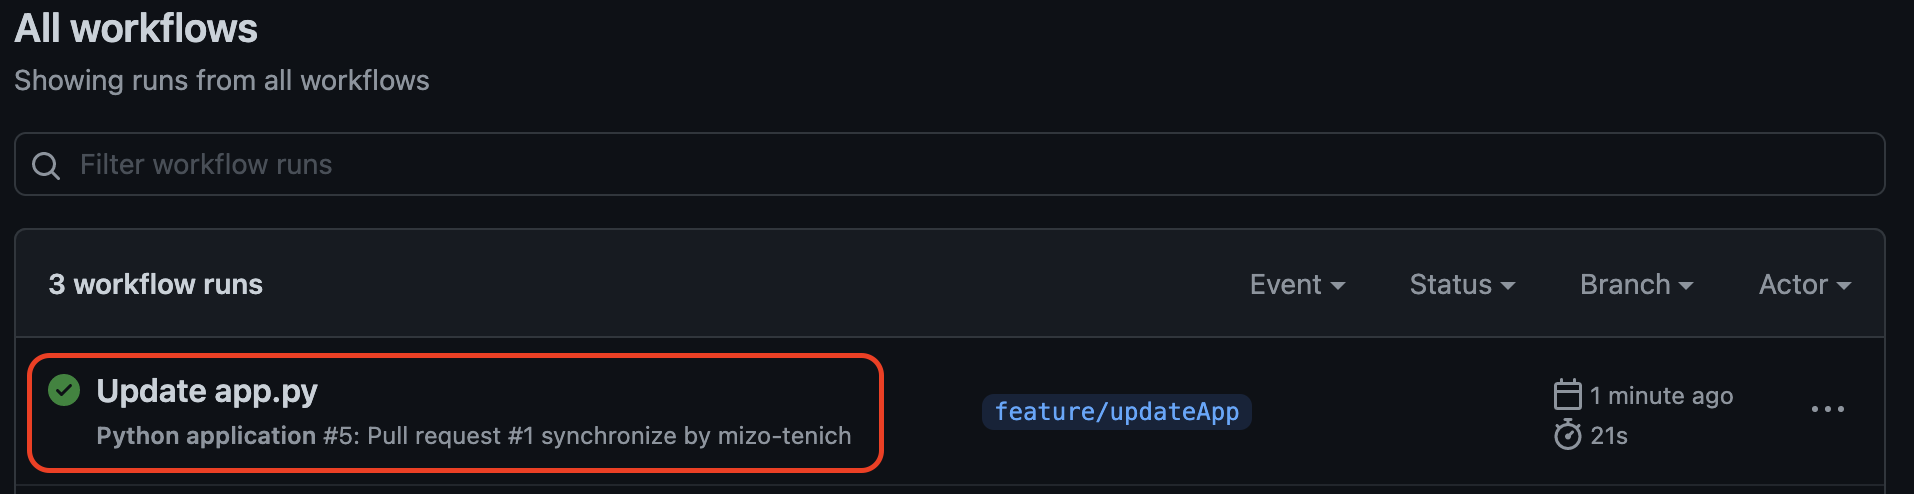 All workflows
Showing runs from all workflows
Filter workflow runs
3 workflow runs
Event
Status
Branch
Actor
Update app.py
Python application #5: Pull request #1 synchronize by mizo-tenich
feature/updateApp
1 minute ago
21s